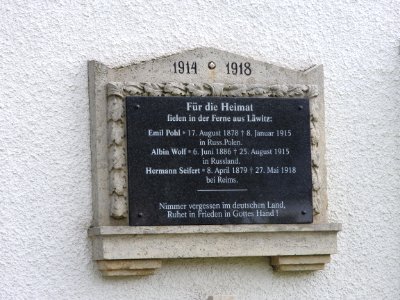 1914 1918
Für die Heimat
fielen in der Ferne aus Läwitz:
Emil Pohl * 17. August 1878 † 8. Januar 1915
in Russ.Polen.
Albin Wolf * 6. Juni 1886 † 25. August 1915
in Russland.
Hermann Seifert * 8. April 1879 † 27. Mai 1918
bei Reims.
Nimmer vergessen im deutschen Land,
Ruhet in Frieden in Gottes Hand !